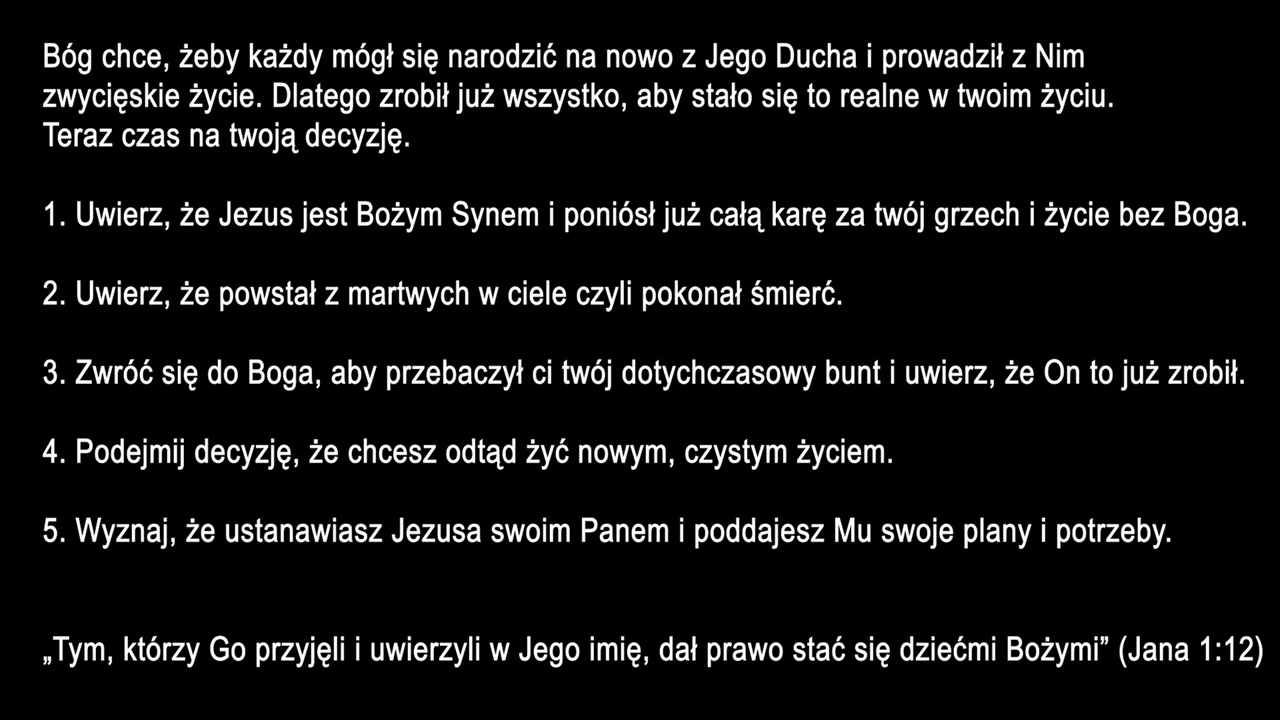 Bóg chce, żeby każdy mógł się narodzić na nowo z Jego Ducha i prowadził z Nim
zwycięskie życie. Dlatego zrobił już wszystko, aby stało się to realne w twoim życiu.
Teraz czas na twoją decyzję.
1. Uwierz, że Jezus jest Bożym Synem i poniósł już całą karę za twój grzech i życie bez Boga.
2. Uwierz, że powstał z martwych w ciele czyli pokonał śmierć.
3. Zwróć się do Boga, aby przebaczył ci twój dotychczasowy bunt i uwierz, że On to już zrobił.
4. Podejmij decyzję, że chcesz odtąd żyć nowym, czystym życiem.
5. Wyznaj, że ustanawiasz Jezusa swoim Panem i poddajesz Mu swoje plany i potrzeby.
„Tym, którzy Go przyjęli i uwierzyli w Jego imię, dał prawo stać się dziećmi Bożymi” (Jana 1:12)